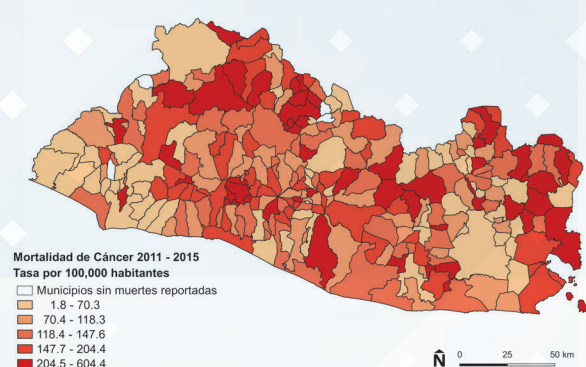 Mortalidad de Cáncer 2011 - 2015
Tasa por 100,000 habitantes
Municipios sin muertes reportadas
1.8 - 70.3
70.4 - 118.3
118.4 - 147.6
147.7 - 204.4
204.5 - 604.4
N 0 25 50 km